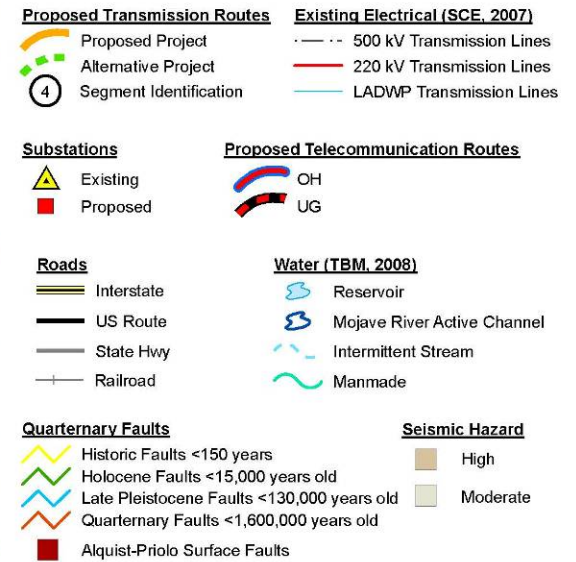 Proposed Transmission Routes
Proposed Project
Alternative Project
4 Segment Identification
Existing Electrical (SCE, 2007)
500 kV Transmission Lines
220 kV Transmission Lines
LADWP Transmission Lines
Substations
Existing
Proposed
Proposed Telecommunication Routes
OH
UG
Roads
Interstate
US Route
State Hwy
Railroad
Water (TBM, 2008)
Reservoir
Mojave River Active Channel
Intermittent Stream
Manmade
Quarternary Faults
Historic Faults <150 years
Holocene Faults <15,000 years old
Late Pleistocene Faults <130,000 years old
Quarternary Faults <1,600,000 years old
Alquist-Priolo Surface Faults
Seismic Hazard
High
Moderate